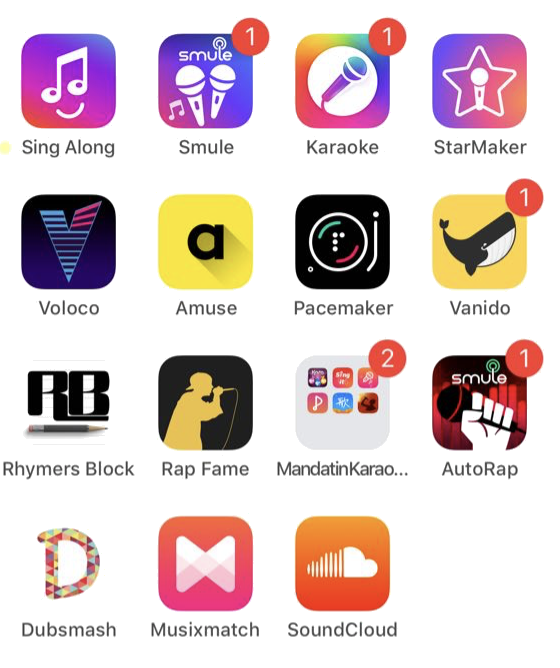 1
1
smule
Sing Along
Smule
Karaoke
StarMaker
1
a
j
Voloco
Amuse
Pacemaker
Vanido
2
1
RB
smule
Rhymers Block
Rap Fame
MandatinKarao...
AutoRap
D
Dubsmash
Musixmatch
SoundCloud